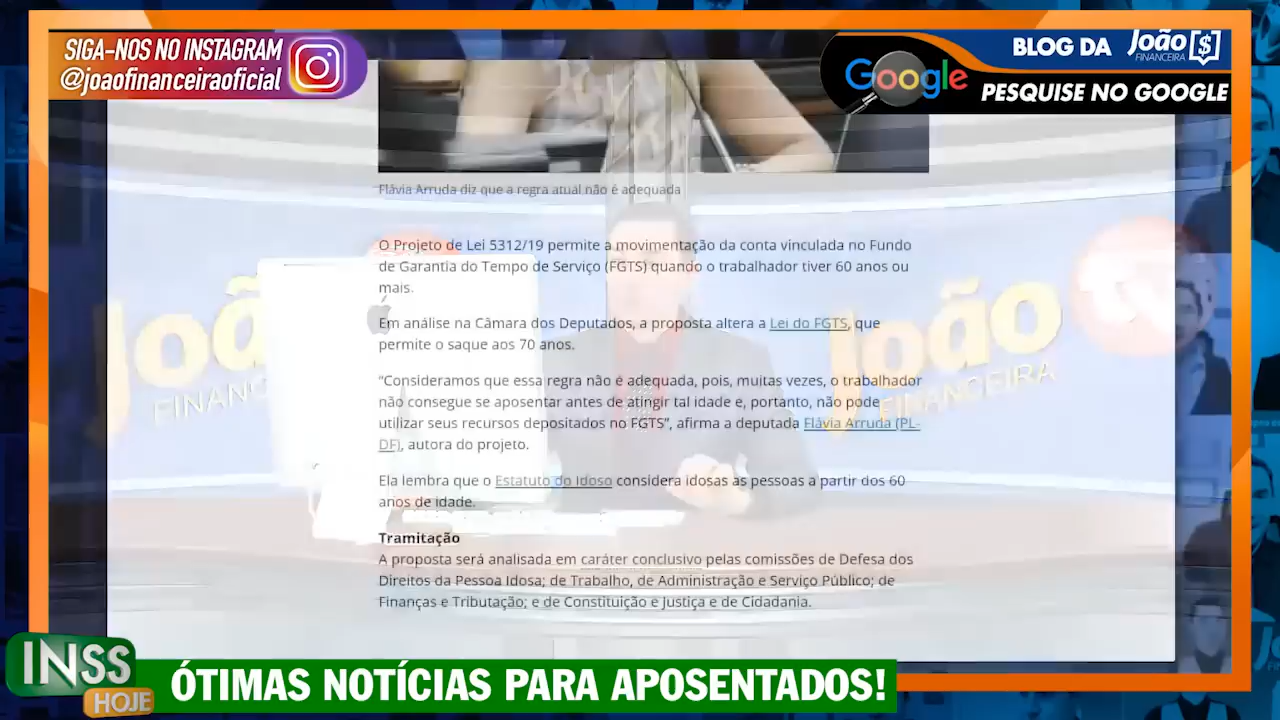 SIGA-NOS NO INSTAGRAM
@joaofinanceiraoficial
BLOG DA João FINANCEIRA
Google
PESQUISE NO GOOGLE
Flávia Arruda diz que a regra atual não é adequada
O Projeto de Lei 5312/19 permite a movimentação da conta vinculada no Fundo
de Garantia do Tempo de Serviço (FGTS) quando o trabalhador tiver 60 anos ou
mais.
Em análise na Câmara dos Deputados, a proposta altera a Lei do FGTS, que
permite o saque aos 70 anos.
“Consideramos que essa regra não é adequada, pois, muitas vezes, o trabalhador
não consegue se aposentar antes de atingir tal idade e, portanto, não pode
utilizar seus recursos depositados no FGTS”, afirma a deputada Flávia Arruda (PL-
DF), autora do projeto.
Ela lembra que o Estatuto do Idoso considera idosas as pessoas a partir dos 60
anos de idade.
Tramitação
A proposta será analisada em caráter conclusivo pelas comissões de Defesa dos
Direitos da Pessoa Idosa; de Trabalho, de Administração e Serviço Público; de
Finanças e Tributação; e de Constituição e Justiça e de Cidadania.
João
FINANC
João tv
FINANCEIRA
INSS
HOJE
ÓTIMAS NOTÍCIAS PARA APOSENTADOS!